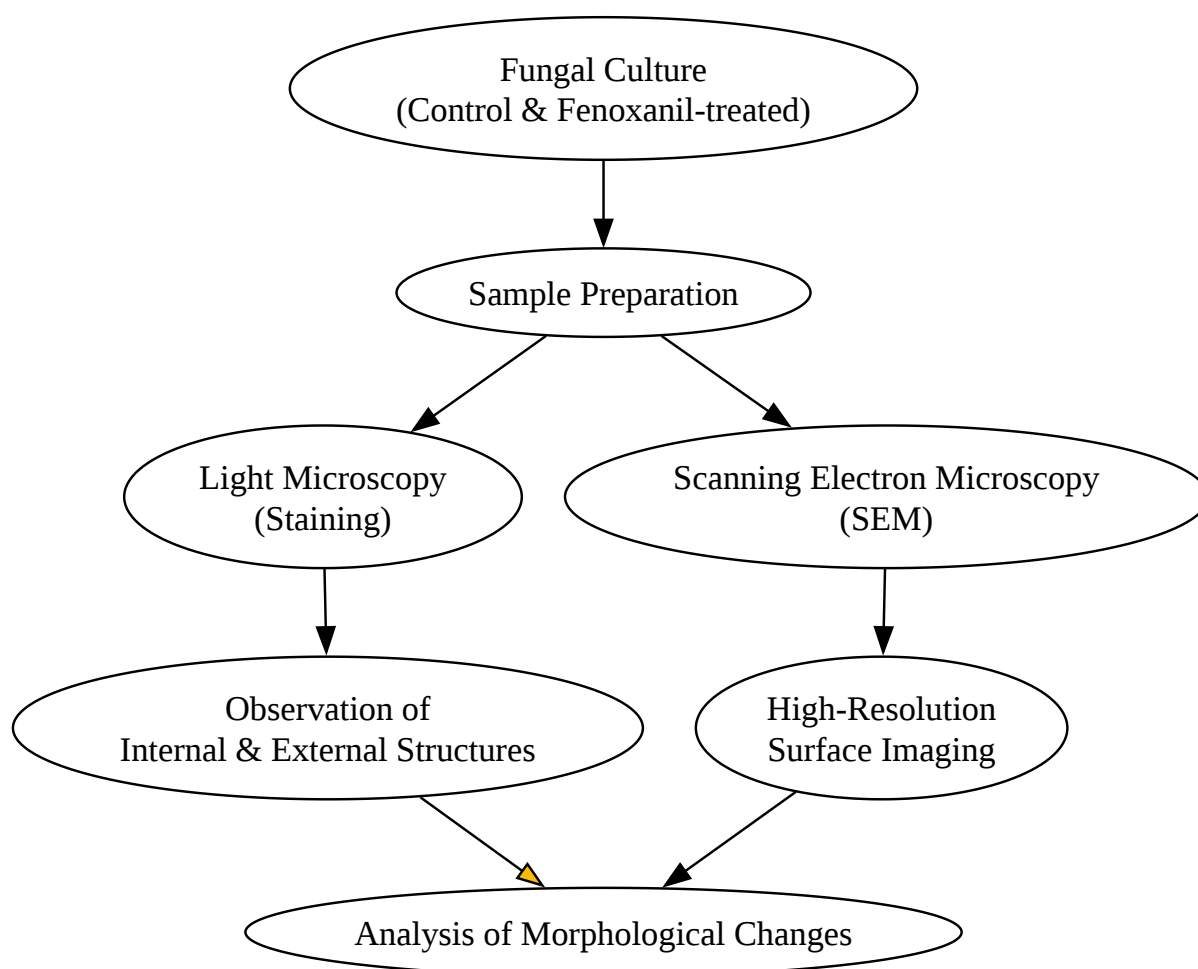 Fungal Culture
(Control & Fenoxanil-treated)
Sample Preparation
Light Microscopy
(Staining)
Scanning Electron Microscopy
(SEM)
Observation of
Internal & External Structures
High-Resolution
Surface Imaging
Analysis of Morphological Changes